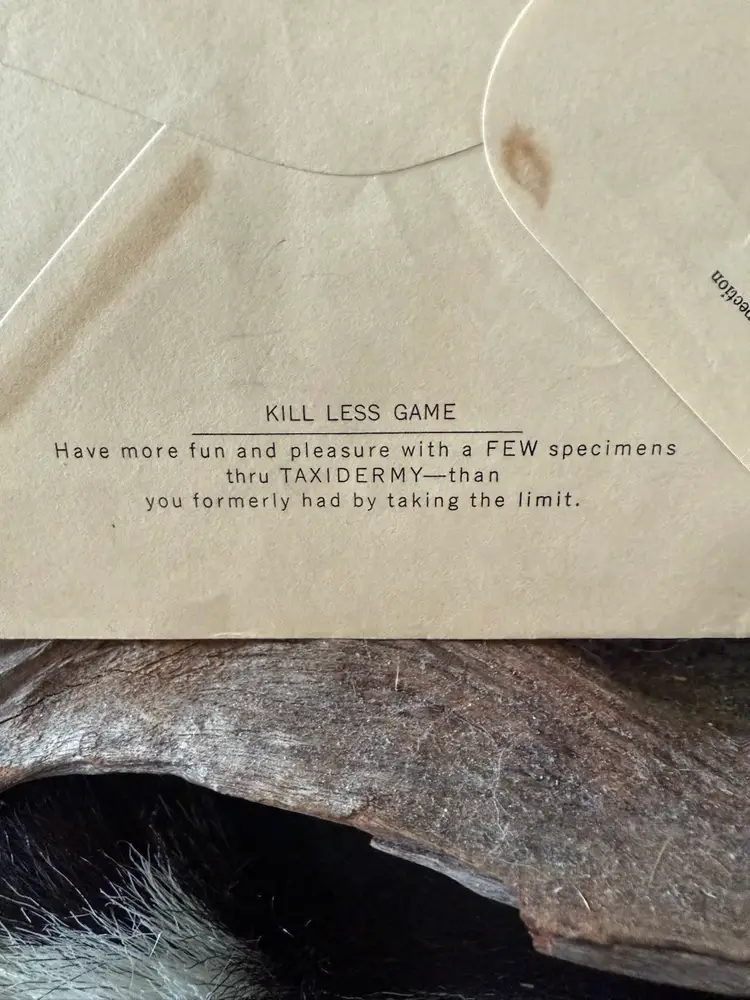 KILL LESS GAME
Have more fun and pleasure with a FEW specimens
thru TAXIDERMY—than
you formerly had by taking the limit.